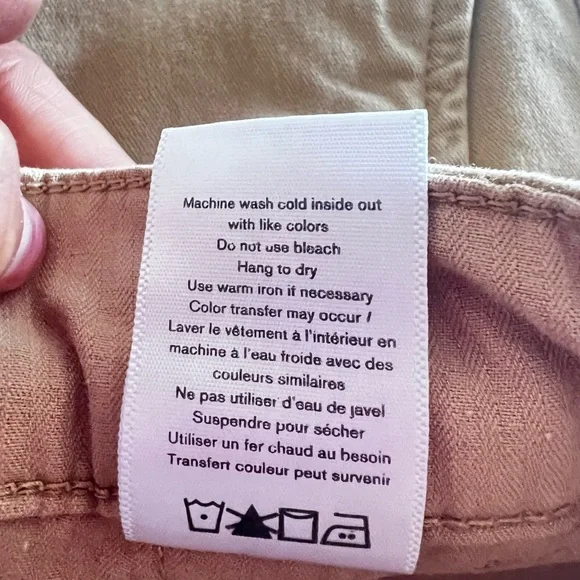 Machine wash cold inside out
with like colors
Do not use bleach
Hang to dry
Use warm iron if necessary
Color transfer may occur /
Laver le vêtement à l'intérieur en
machine à l'eau froide avec des
couleurs similaires
Ne pas utiliser d'eau de javel
Suspendre pour sécher
Utiliser un fer chaud au besoin
Transfert couleur peut survenir